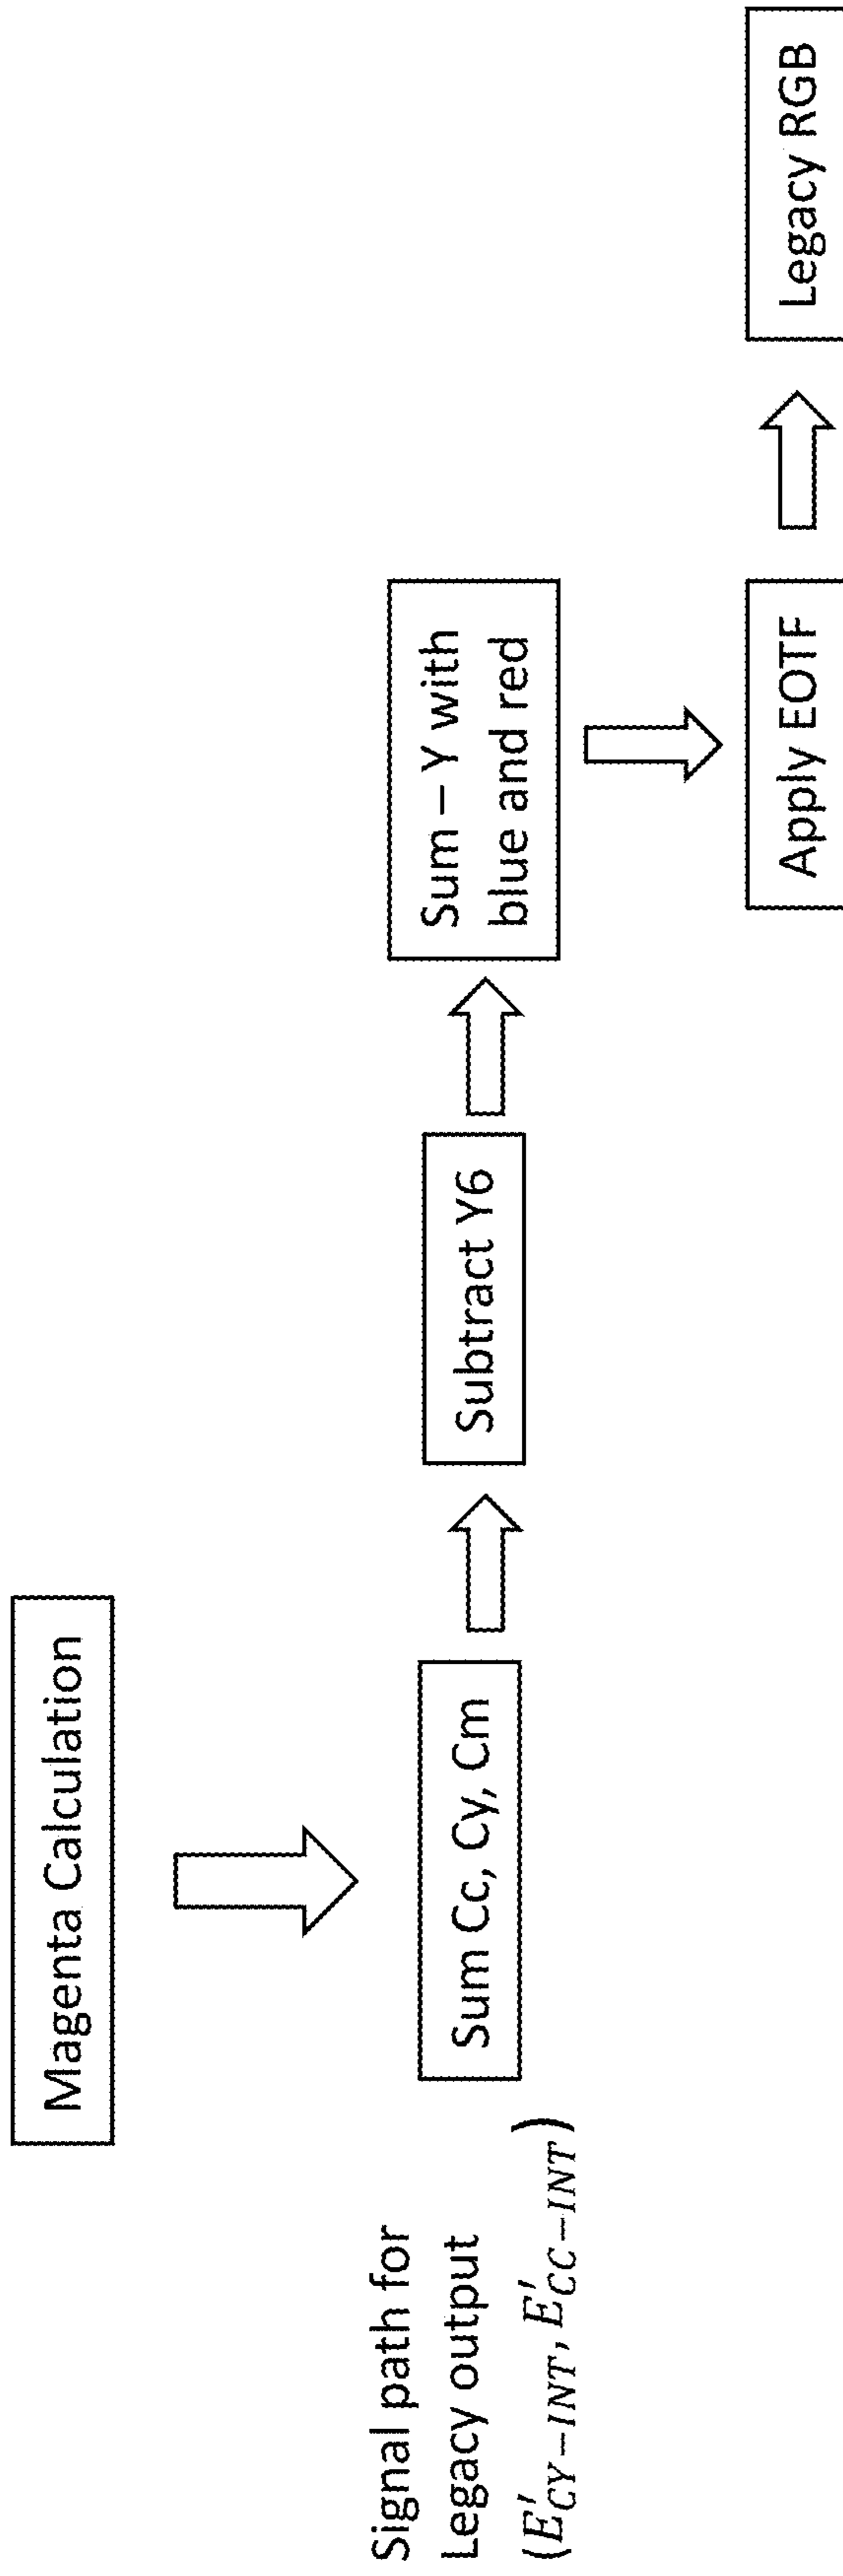 Magenta Calculation
Signal path for
Legacy output
(E′CY−INT, E′CC−INT)
Sum Cc, Cy, Cm
Subtract Y6
Sum – Y with
blue and red
Apply EOTF
Legacy RGB